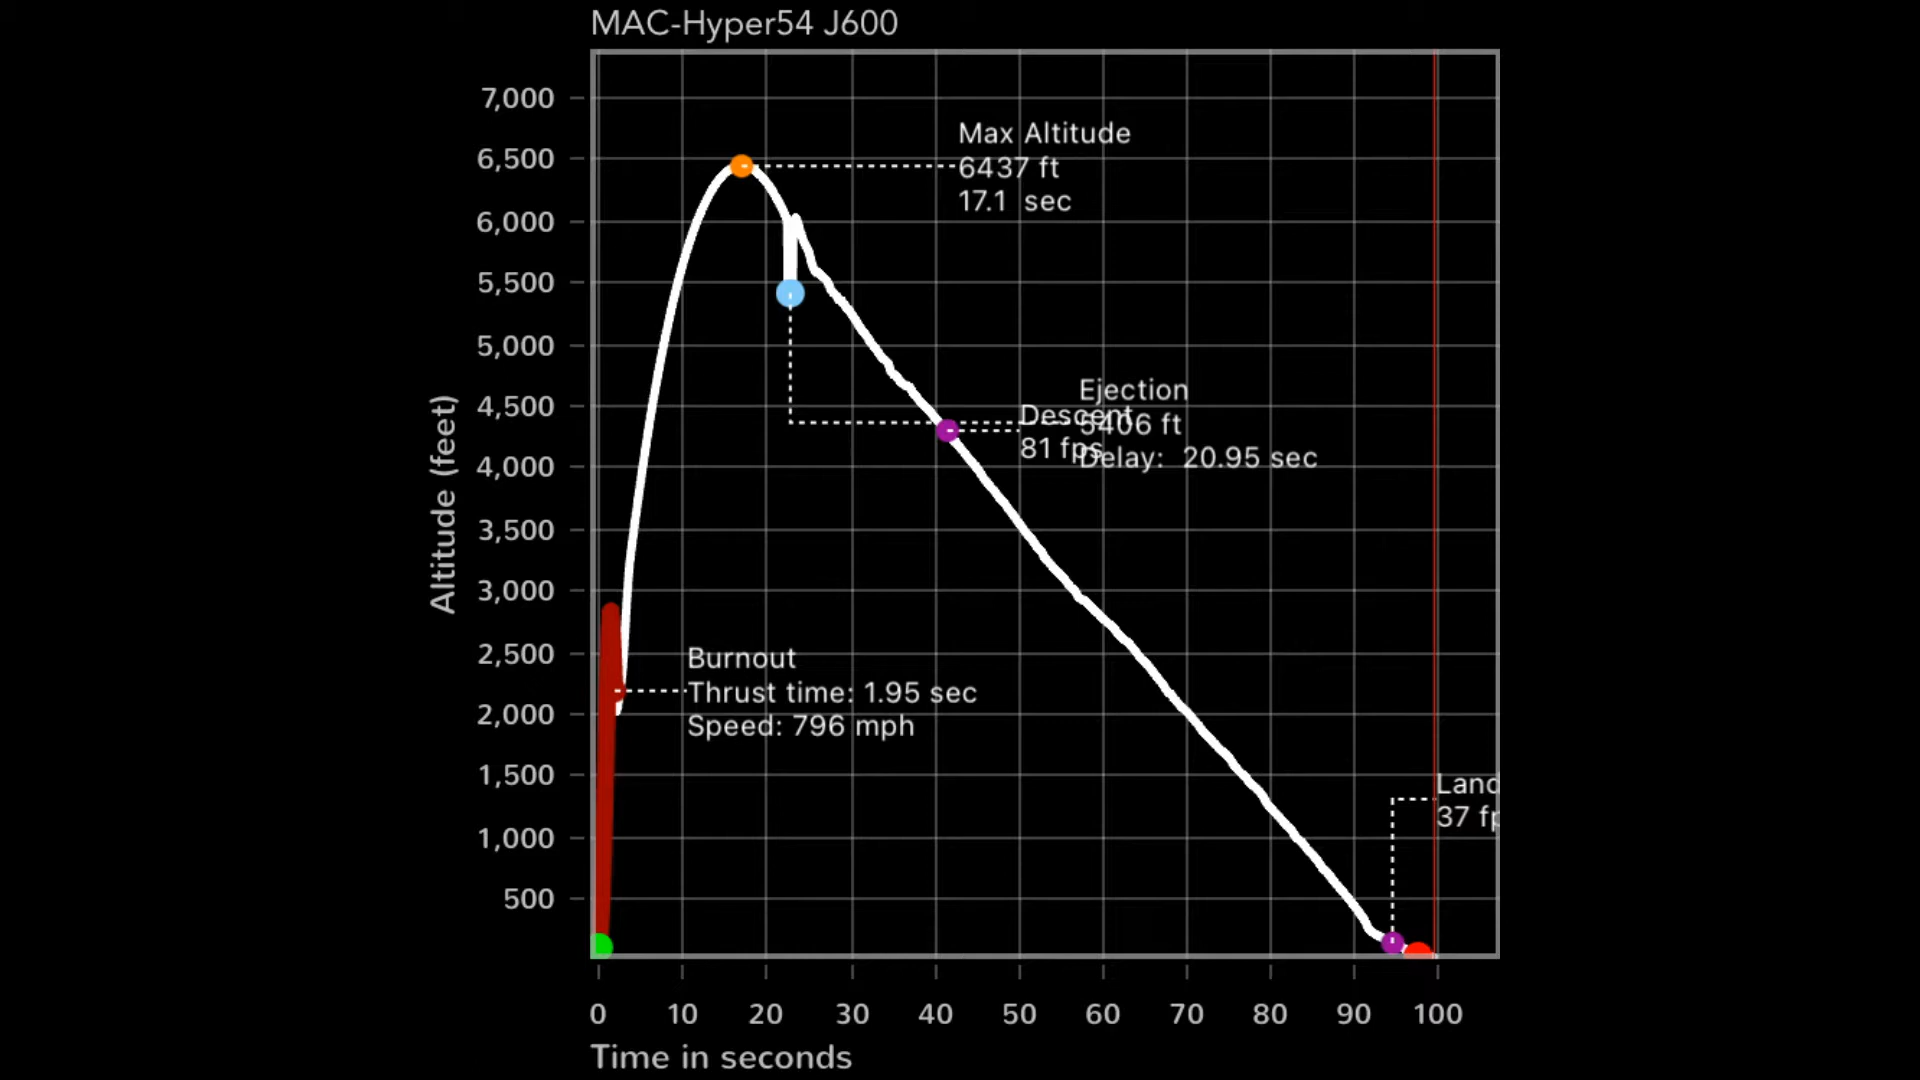 MAC-Hyper54 J600
7,000
6,500
6,000
5,500
5,000
4,500
4,000
3,500
3,000
2,500
2,000
1,500
1,000
500
Altitude (feet)
Max Altitude
6437 ft
17.1 sec
Ejection
5406 ft
Delay: 20.95 sec
Descent
81 fps
Burnout
Thrust time: 1.95 sec
Speed: 796 mph
Land
37 fp
0 10 20 30 40 50 60 70 80 90 100
Time in seconds